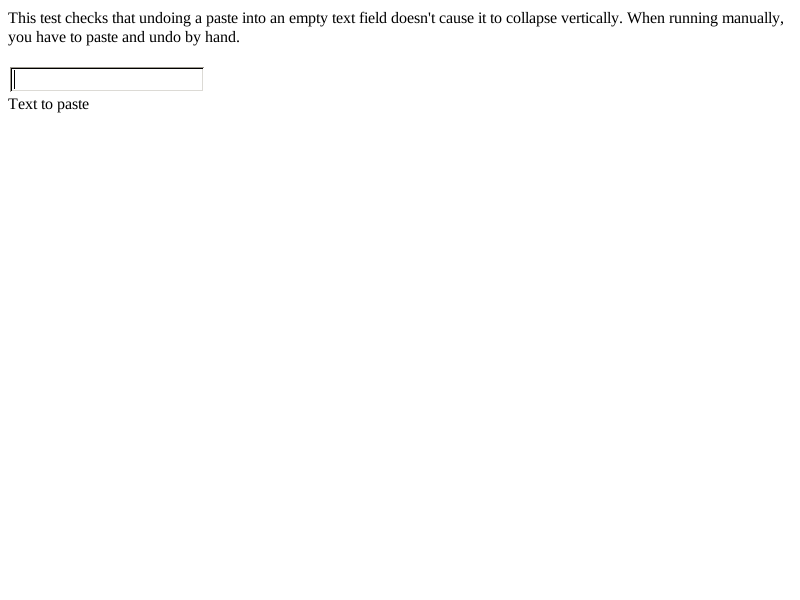 This test checks that undoing a paste into an empty text field doesn't cause it to collapse vertically. When running manually,
you have to paste and undo by hand.
Text to paste